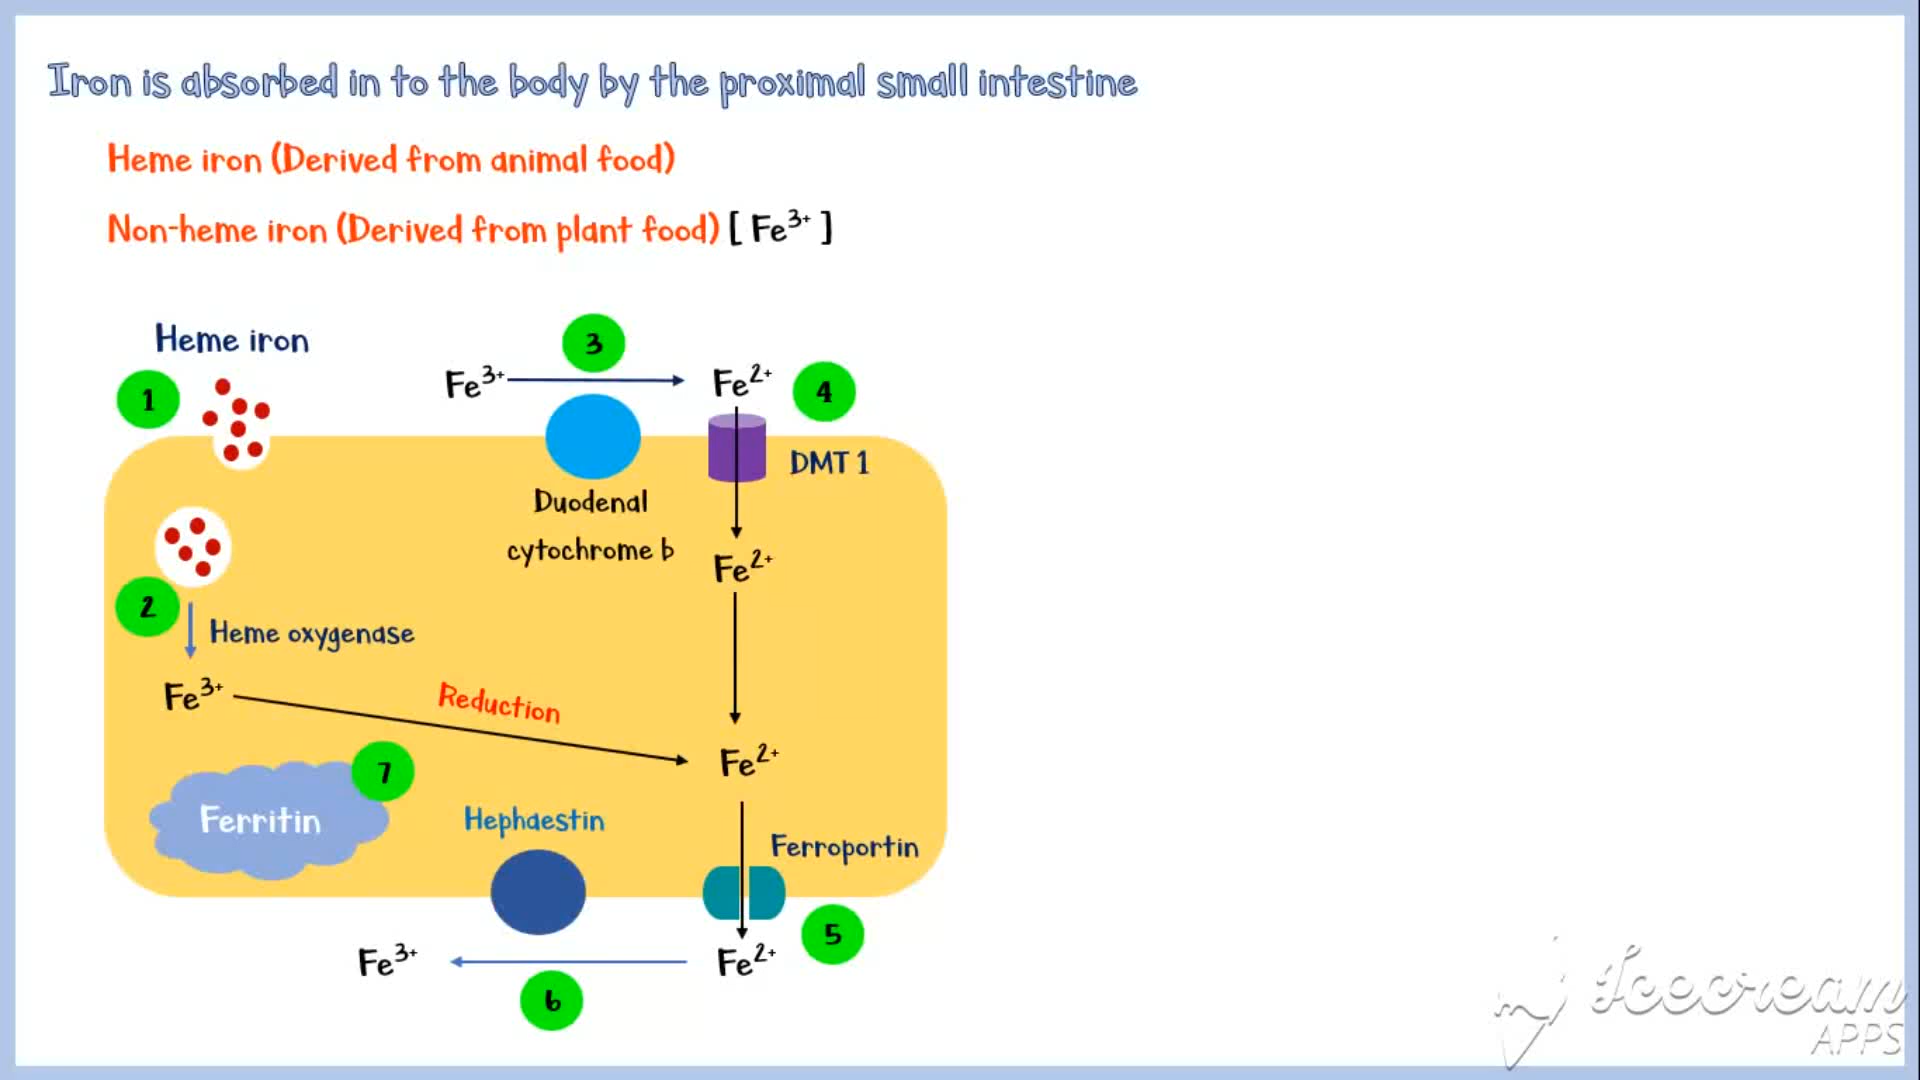 Iron is absorbed in to the body by the proximal small intestine
Heme iron (Derived from animal food)
Non-heme iron (Derived from plant food) [ Fe³⁺ ]
Heme iron
3
1
Fe³⁺
Fe²⁺
4
DMT 1
Duodenal
cytochrome b
Fe²⁺
2
Heme oxygenase
Fe³⁺
Reduction
Fe²⁺
7
Ferritin
Hephaestin
Ferroportin
5
Fe³⁺
Fe²⁺
6
Icecream
APPS